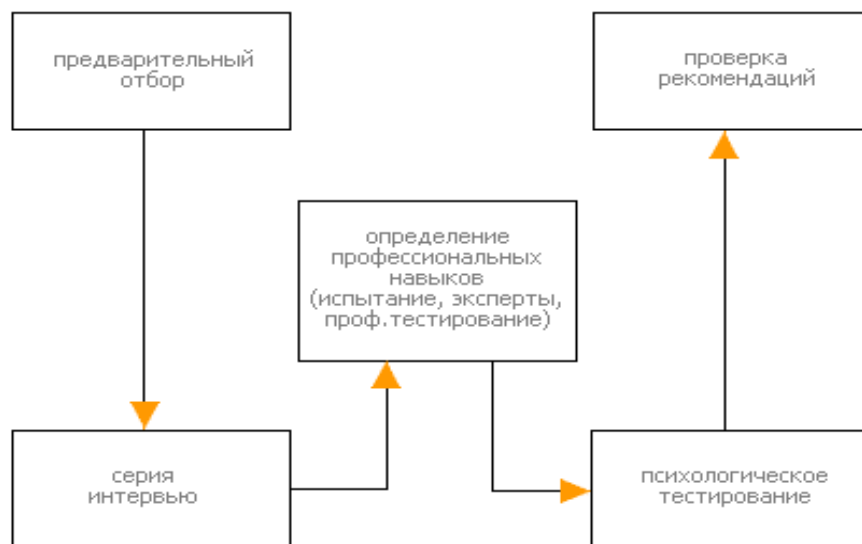 предварительный
отбор
проверка
рекомендаций
определение
профессиональных
навыков
(испытание, эксперты,
проф.тестирование)
серия
интервью
психологическое
тестирование